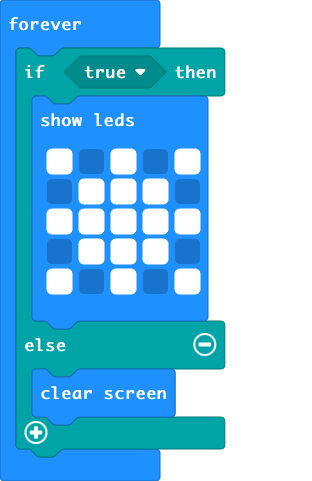 forever
if true then
show leds
else
clear screen